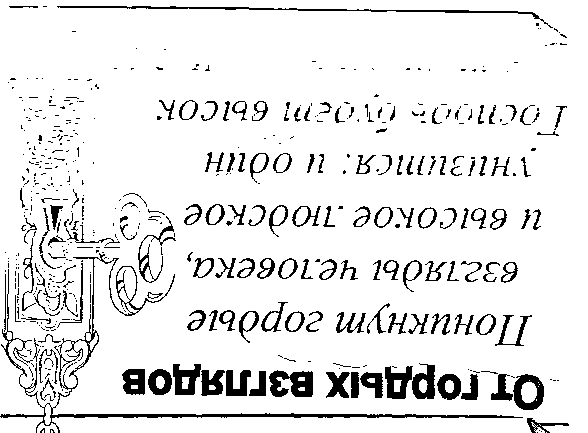 От гордых взглядов
Поникнут гордые
взгляды человека,
и высокое людское
унизится: и один
Господь будет высок